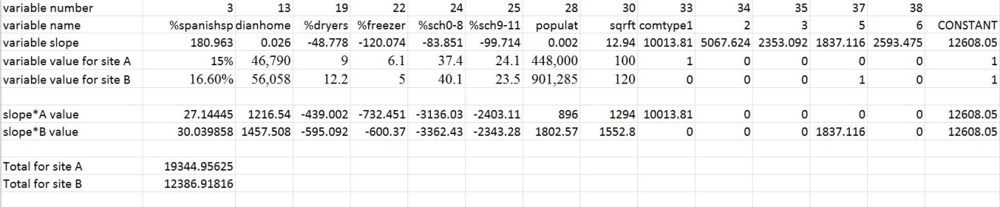 variable number 3 13 19 22 24 25 28 30 33 34 35 37 38
variable name %spanishsp dianhome %dryers %freezer %sch0-8 %sch9-11 populat sqrft comtype1 2 3 5 6 CONSTANT
variable slope 180.963 0.026 -48.778 -120.074 -83.851 -99.714 0.002 12.94 10013.81 5067.624 2353.092 1837.116 2593.475 12608.05
variable value for site A 15% 46,790 9 6.1 37.4 24.1 448,000 100 1 0 0 0 0 1
variable value for site B 16.60% 56,058 12.2 5 40.1 23.5 901,285 120 0 0 0 1 0 1
slope*A value 27.14445 1216.54 -439.002 -732.451 -3136.03 -2403.11 896 1294 10013.81 0 0 0 0 12608.05
slope*B value 30.039858 1457.508 -595.092 -600.37 -3362.43 -2343.28 1802.57 1552.8 0 0 0 1837.116 0 12608.05
Total for site A 19344.95625
Total for site B 12386.91816